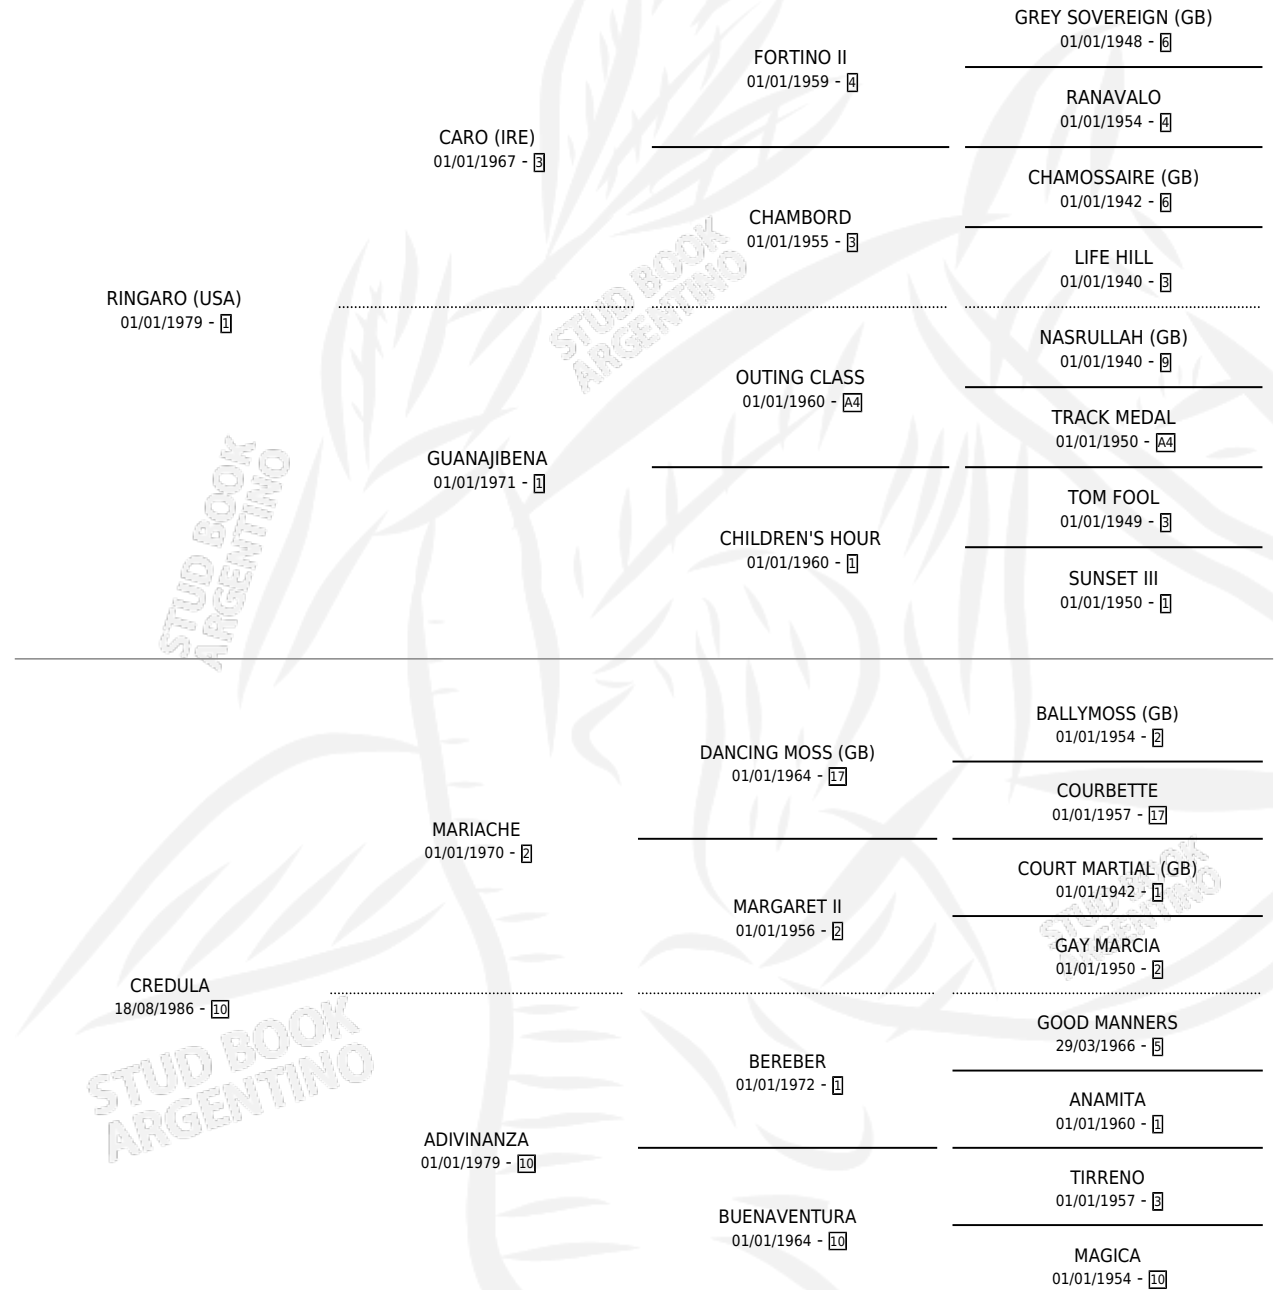 GREY SOVEREIGN (GB)
01/01/1948 - 6
FORTINO II
01/01/1959 - 4
RANAVALO
01/01/1954 - 4
CARO (IRE)
01/01/1967 - 3
CHAMOSSAIRE (GB)
01/01/1942 - 6
CHAMBORD
01/01/1955 - 3
LIFE HILL
01/01/1940 - 3
RINGARO (USA)
01/01/1979 - 1
STUD BOOK
ARGENTINO
NASRULLAH (GB)
01/01/1940 - 9
OUTING CLASS
01/01/1960 - A4
TRACK MEDAL
01/01/1950 - A4
GUANAJIBENA
01/01/1971 - 1
TOM FOOL
01/01/1949 - 3
CHILDREN'S HOUR
01/01/1960 - 1
SUNSET III
01/01/1950 - 1
STUD BOOK
ARGENTINO
BALLYMOSS (GB)
01/01/1954 - 2
DANCING MOSS (GB)
01/01/1964 - 17
COURBETTE
01/01/1957 - 17
MARIACHE
01/01/1970 - 2
COURT MARTIAL (GB)
01/01/1942 - 1
MARGARET II
01/01/1956 - 2
GAY MARCIA
01/01/1950 - 2
STUD BOOK
ARGENTINO
CREDULA
18/08/1986 - 10
GOOD MANNERS
29/03/1966 - 5
BEREBER
01/01/1972 - 1
ANAMITA
01/01/1960 - 1
STUD BOOK
ARGENTINO
ADIVINANZA
01/01/1979 - 10
TIRRENO
01/01/1957 - 3
BUENAVENTURA
01/01/1964 - 10
MAGICA
01/01/1954 - 10